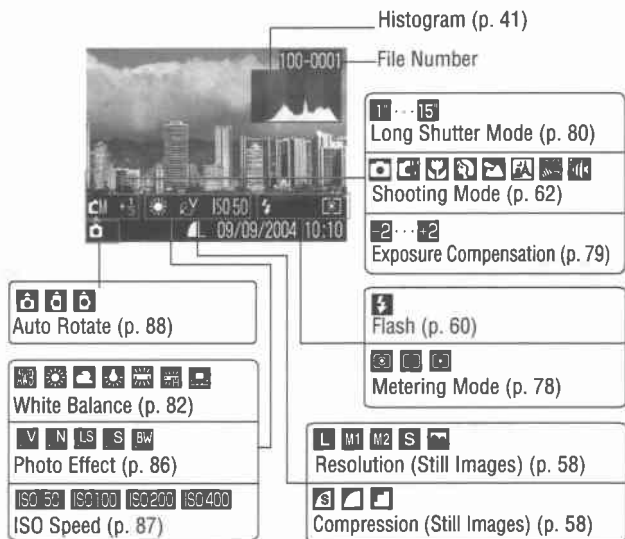 Histogram (p. 41)
100-0001
File Number
1" ... 15"
Long Shutter Mode (p. 80)
Shooting Mode (p. 62)
-2 ... +2
Exposure Compensation (p. 79)
M ISO 50
L 09/09/2004 10:10
Auto Rotate (p. 88)
Flash (p. 60)
Metering Mode (p. 78)
White Balance (p. 82)
V N LS S BW
Photo Effect (p. 86)
ISO 50 ISO 100 ISO 200 ISO 400
ISO Speed (p. 87)
L M1 M2 S
Resolution (Still Images) (p. 58)
S
Compression (Still Images) (p. 58)